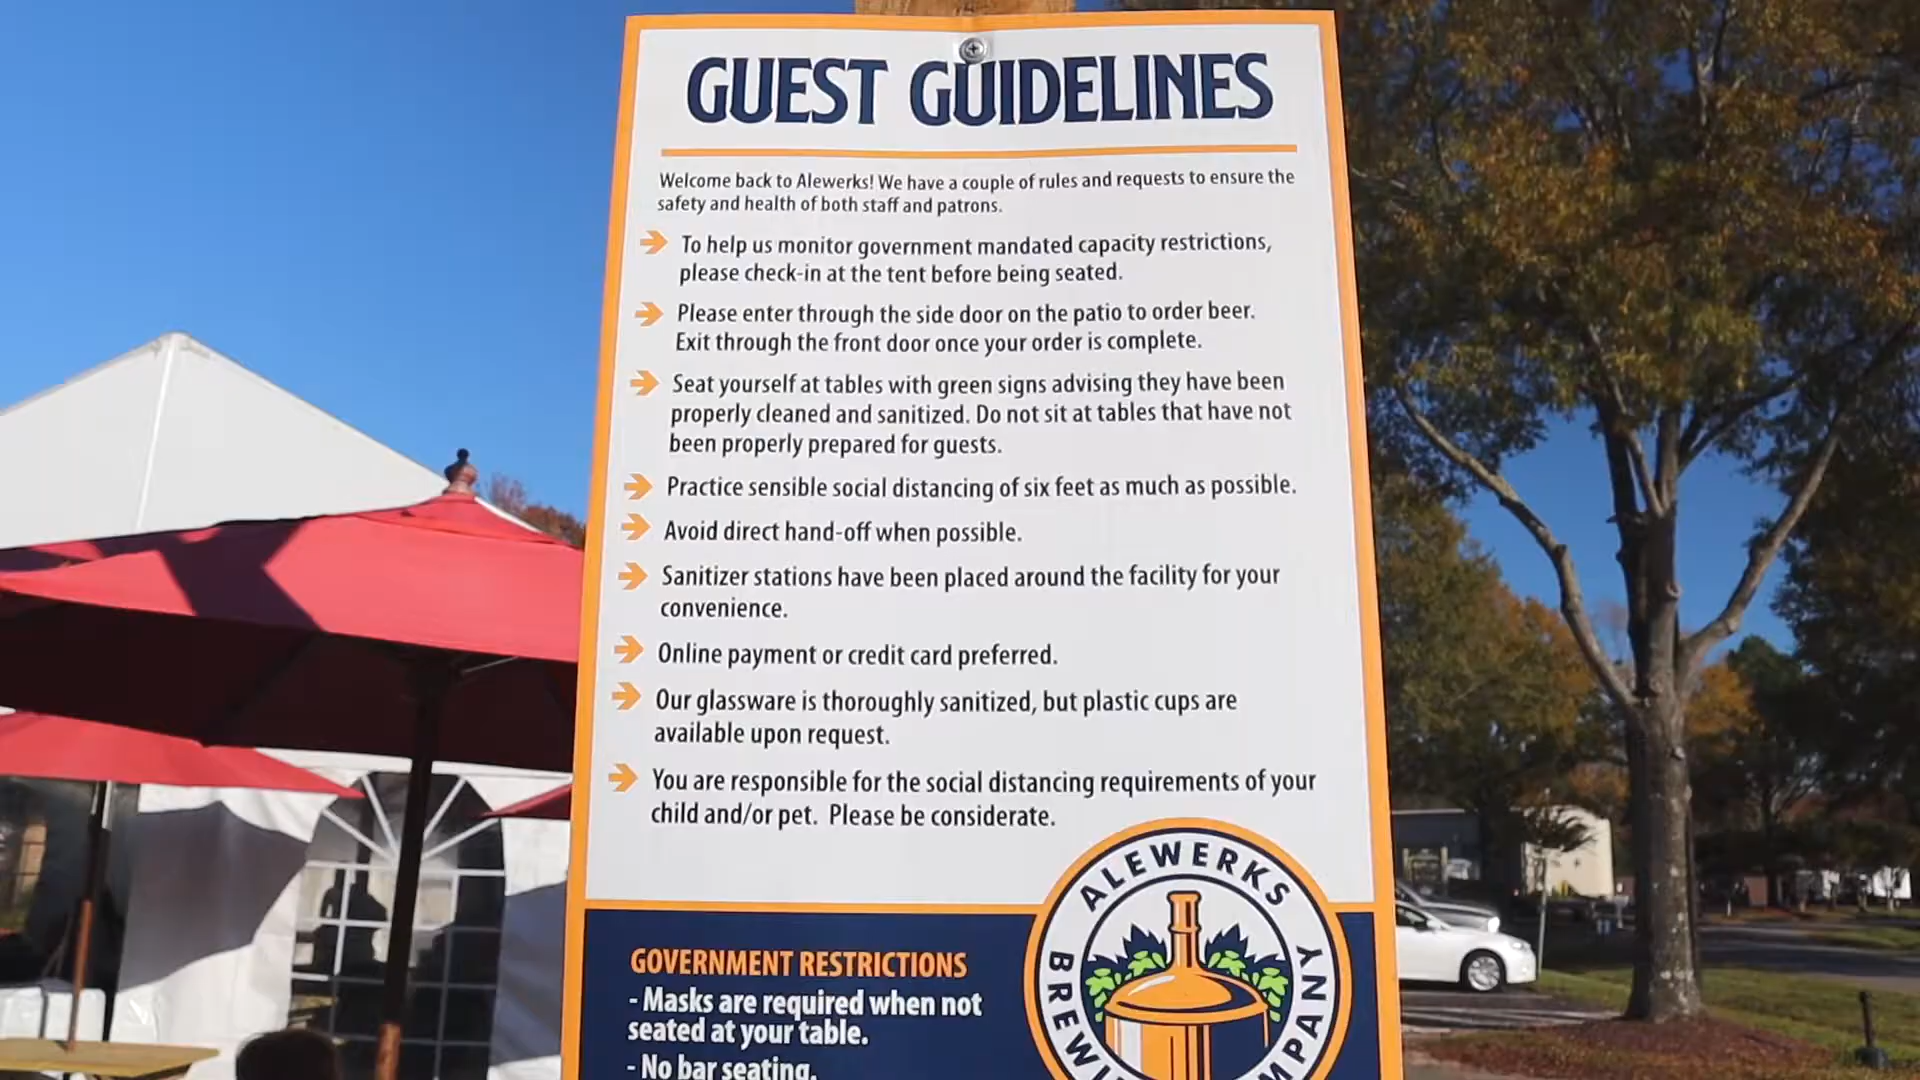 GUEST GUIDELINES
Welcome back to Alewerks! We have a couple of rules and requests to ensure the
safety and health of both staff and patrons.
To help us monitor government mandated capacity restrictions,
please check-in at the tent before being seated.
Please enter through the side door on the patio to order beer.
Exit through the front door once your order is complete.
Seat yourself at tables with green signs advising they have been
properly cleaned and sanitized. Do not sit at tables that have not
been properly prepared for guests.
Practice sensible social distancing of six feet as much as possible.
Avoid direct hand-off when possible.
Sanitizer stations have been placed around the facility for your
convenience.
Online payment or credit card preferred.
Our glassware is thoroughly sanitized, but plastic cups are
available upon request.
You are responsible for the social distancing requirements of your
child and/or pet. Please be considerate.
GOVERNMENT RESTRICTIONS
- Masks are required when not
seated at your table.
- No bar seating.
ALEWERKS